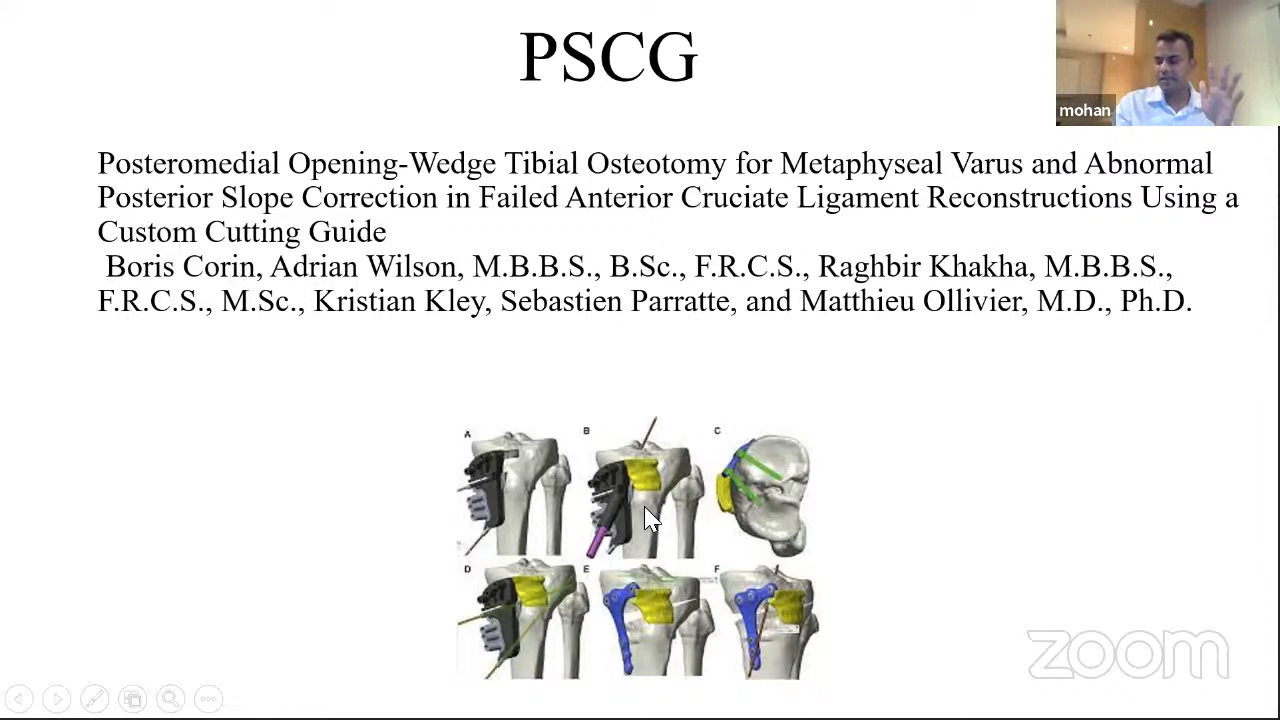 PSCG
mohan
Posteromedial Opening-Wedge Tibial Osteotomy for Metaphyseal Varus and Abnormal
Posterior Slope Correction in Failed Anterior Cruciate Ligament Reconstructions Using a
Custom Cutting Guide
Boris Corin, Adrian Wilson, M.B.B.S., B.Sc., F.R.C.S., Raghbir Khakha, M.B.B.S.,
F.R.C.S., M.Sc., Kristian Kley, Sebastien Parratte, and Matthieu Ollivier, M.D., Ph.D.
A
B
C
D
E
F
zoom